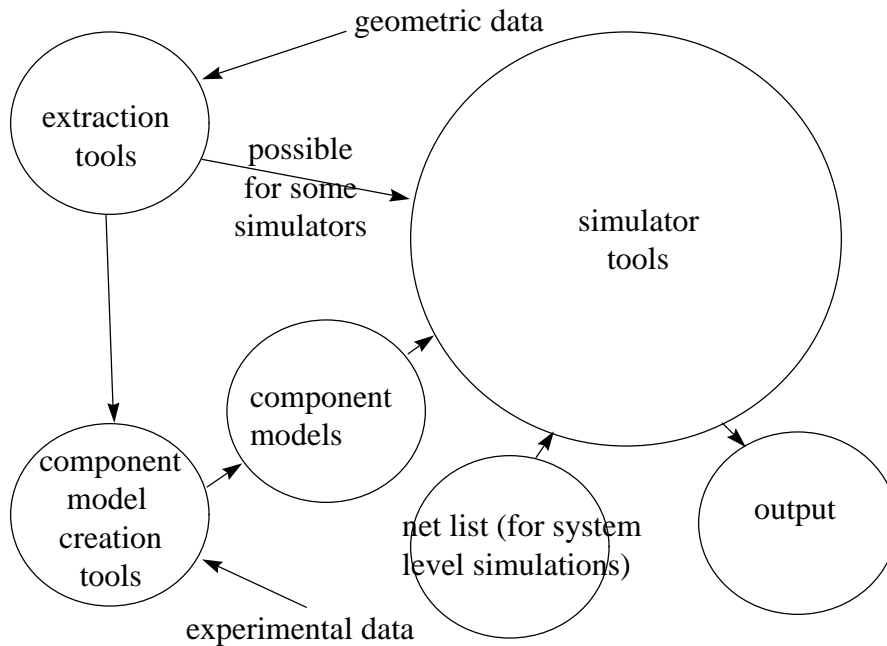 geometric data
extraction
tools
possible
for some
simulators
simulator
tools
component
models
component
model
creation
tools
net list (for system
level simulations)
output
experimental data